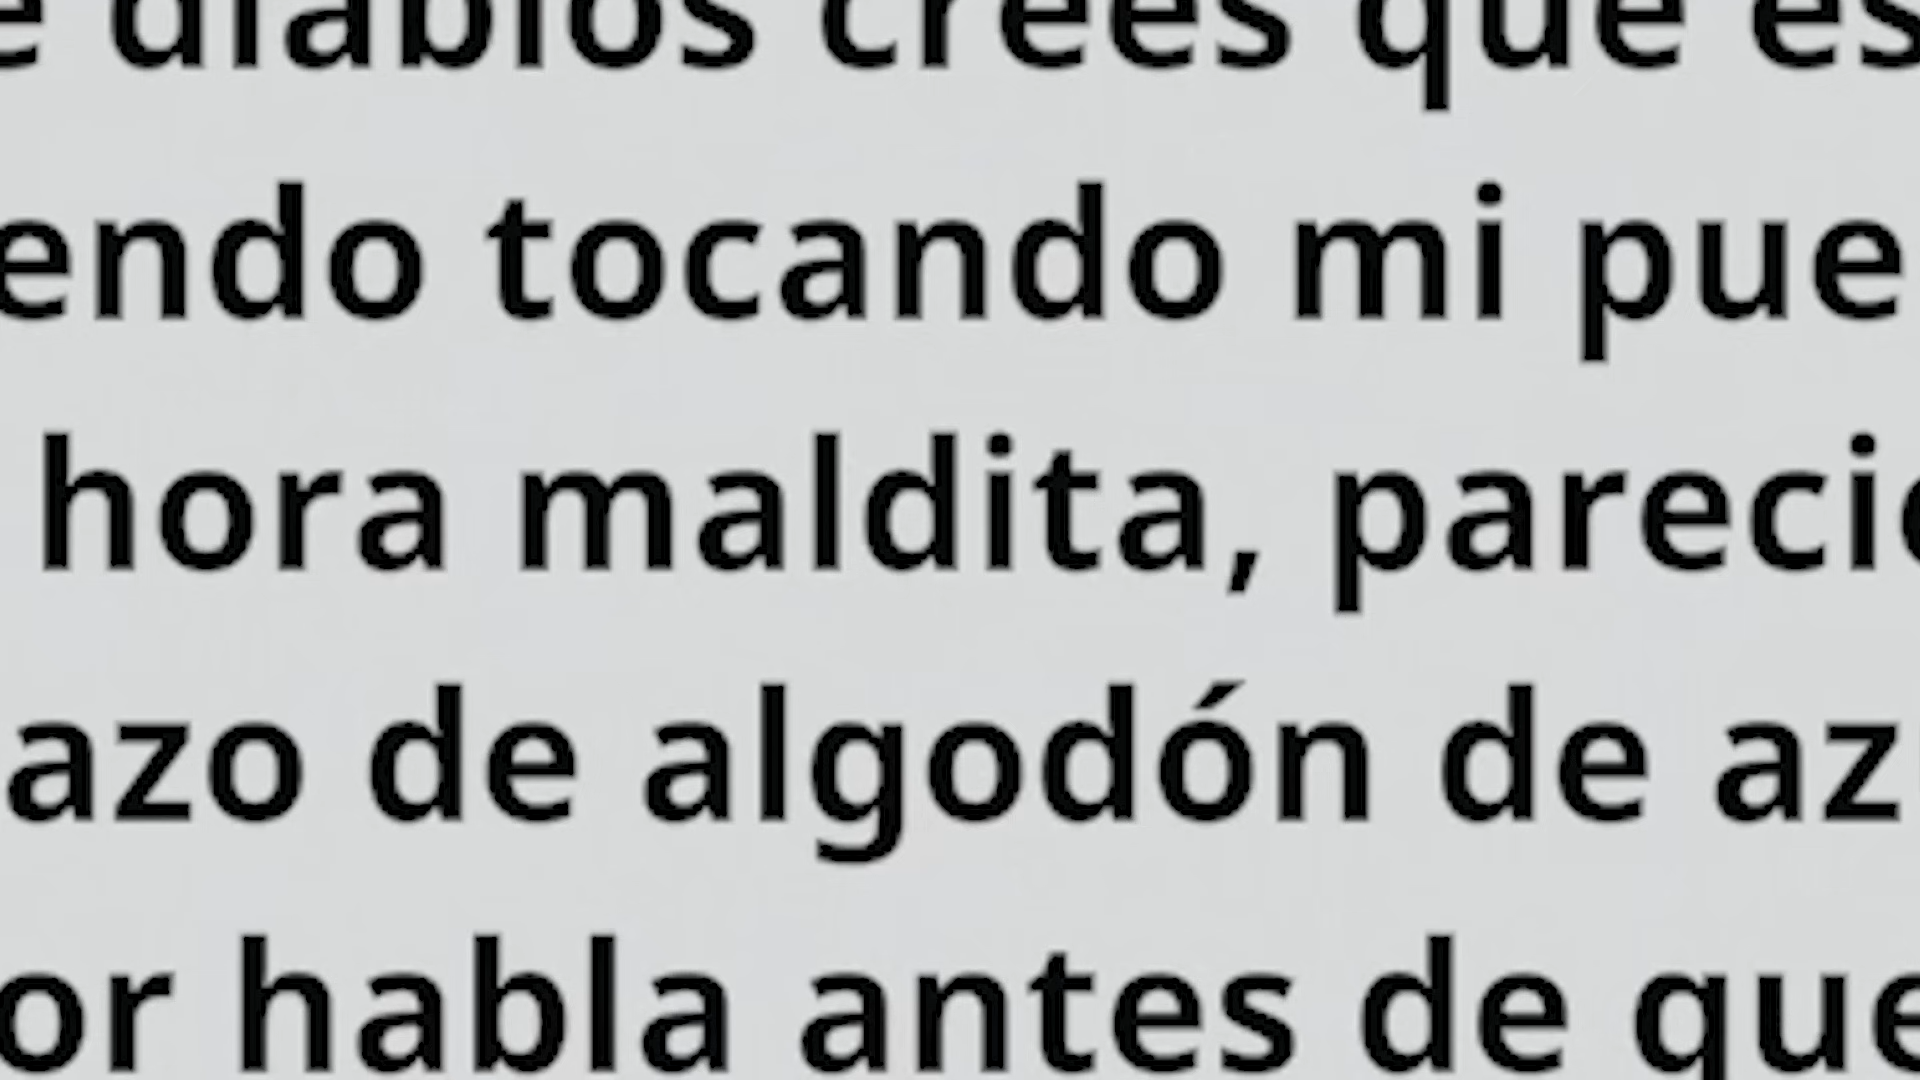 e diablos crees que es
endo tocando mi pue
hora maldita, parecie
azo de algodón de az
or habla antes de que